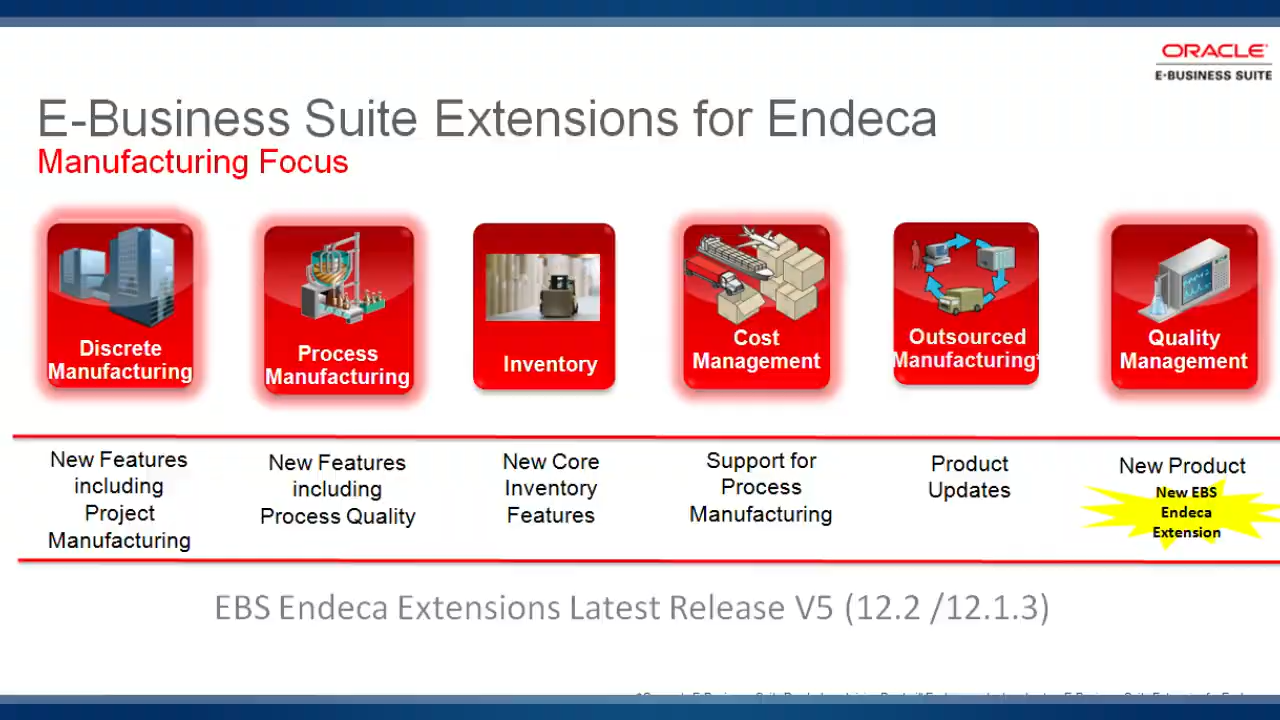 ORACLE
E-BUSINESS SUITE
E-Business Suite Extensions for Endeca
Manufacturing Focus
Discrete
Manufacturing
Process
Manufacturing
Inventory
Cost
Management
Outsourced
Manufacturing*
Quality
Management
New Features
including
Project
Manufacturing
New Features
including
Process Quality
New Core
Inventory
Features
Support for
Process
Manufacturing
Product
Updates
New Product
New EBS
Endeca
Extension
EBS Endeca Extensions Latest Release V5 (12.2 /12.1.3)